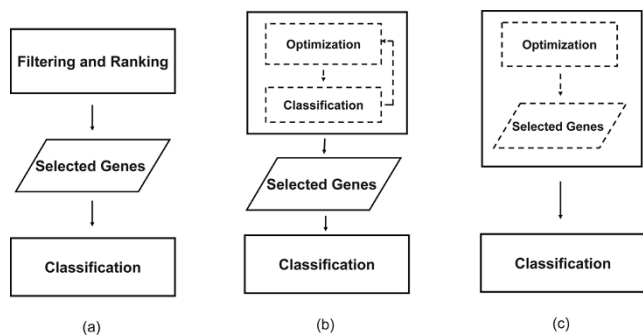 Filtering and Ranking
Selected Genes
Classification
(a)
Optimization
Classification
Selected Genes
Classification
(b)
Optimization
Selected Genes
Classification
(c)